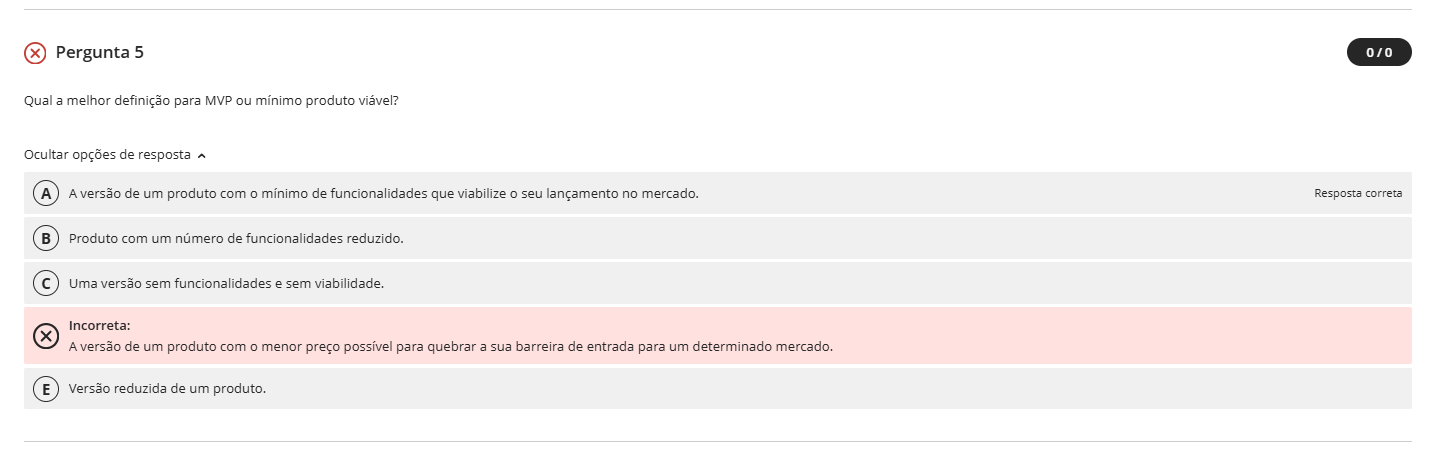 Pergunta 5
0 / 0
Qual a melhor definição para MVP ou mínimo produto viável?
Ocultar opções de resposta
A A versão de um produto com o mínimo de funcionalidades que viabilize o seu lançamento no mercado. Resposta correta
B Produto com um número de funcionalidades reduzido.
C Uma versão sem funcionalidades e sem viabilidade.
Incorreta:
A versão de um produto com o menor preço possível para quebrar a sua barreira de entrada para um determinado mercado.
E Versão reduzida de um produto.